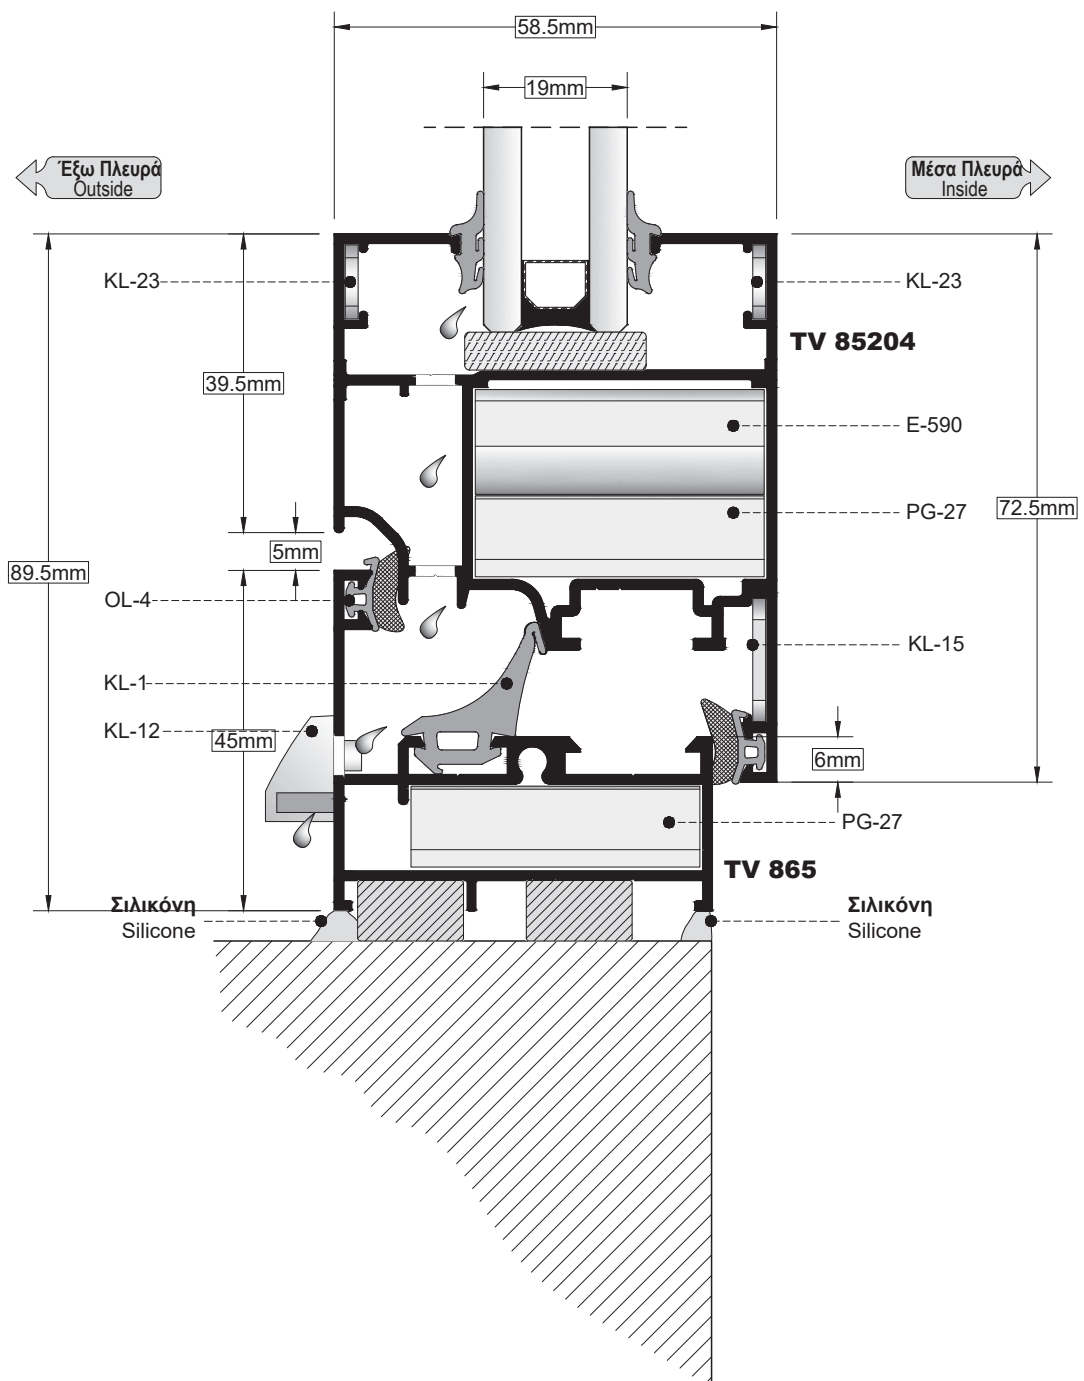 58.5mm
19mm
Έξω Πλευρά
Outside
Μέσα Πλευρά
Inside
KL-23
KL-23
TV 85204
39.5mm
E-590
PG-27
72.5mm
5mm
89.5mm
OL-4
KL-15
KL-1
KL-12
45mm
6mm
PG-27
TV 865
Σιλικόνη
Silicone
Σιλικόνη
Silicone